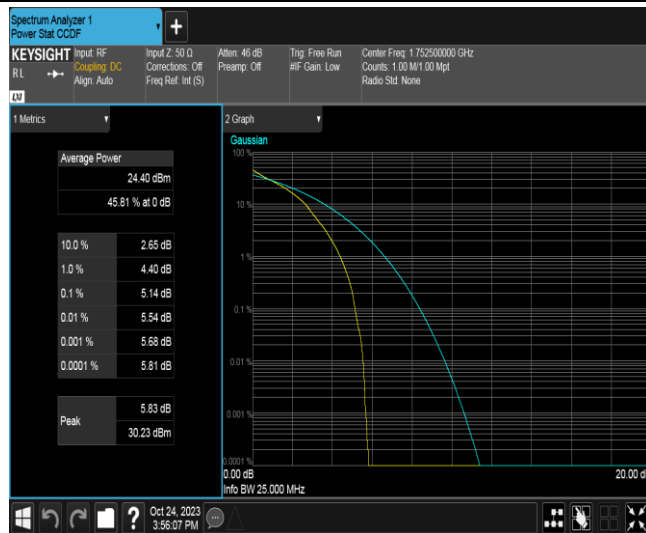 Spectrum Analyzer 1
Power Stat CCDF
KEYSIGHT
RL
Input: RF
Coupling: DC
Align: Auto
Input Z: 50 Ω
Corrections: Off
Freq Ref: Int (S)
Atten: 46 dB
Preamp: Off
Trig: Free Run
#IF Gain: Low
Center Freq: 1.752500000 GHz
Counts: 1.00 M/1.00 Mpt
Radio Std: None
1 Metrics
Average Power
24.40 dBm
45.81 % at 0 dB
10.0 % 2.65 dB
1.0 % 4.40 dB
0.1 % 5.14 dB
0.01 % 5.54 dB
0.001 % 5.68 dB
0.0001 % 5.81 dB
Peak
5.83 dB
30.23 dBm
2 Graph
Gaussian
100 %
10 %
1 %
0.1 %
0.01 %
0.001 %
0.0001 %
0.00 dB
20.00 d
Info BW 25.000 MHz
?
Oct 24, 2023
3:56:07 PM